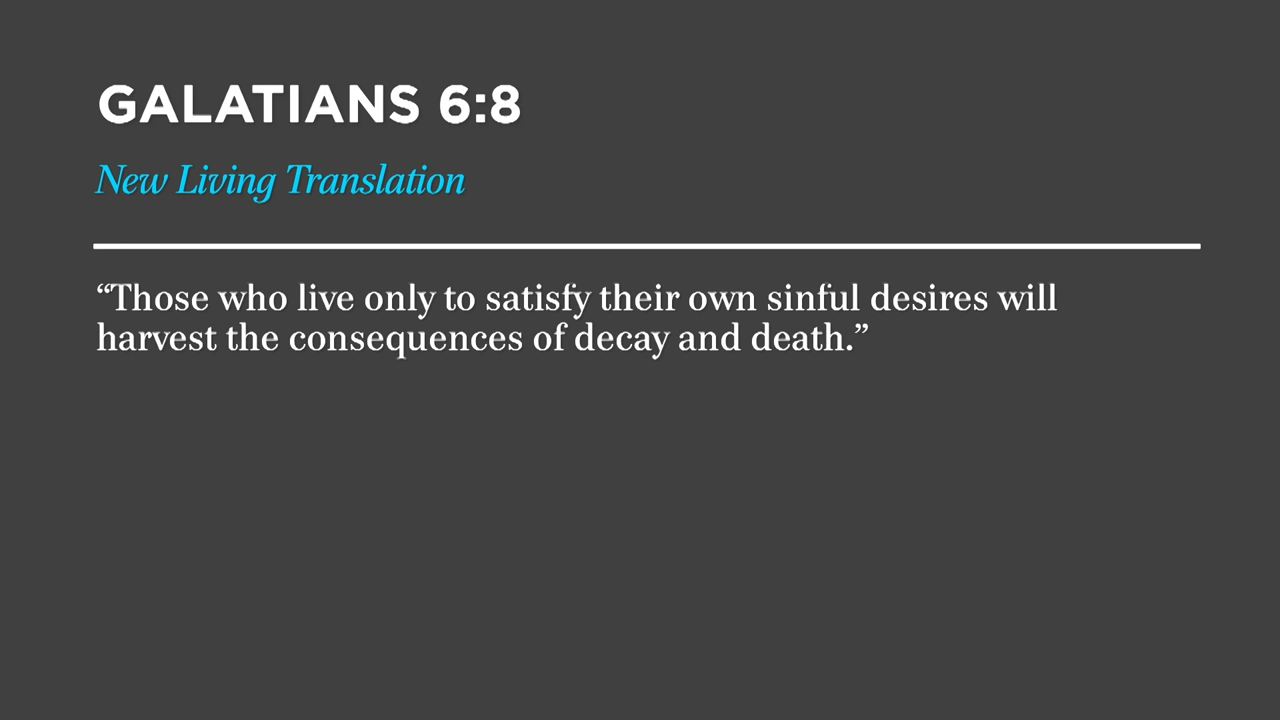 GALATIANS 6:8
New Living Translation
“Those who live only to satisfy their own sinful desires will
harvest the consequences of decay and death.”